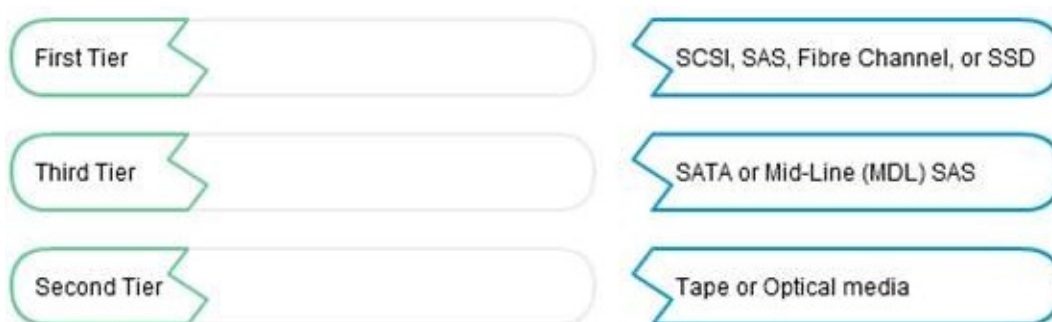 First Tier
SCSI, SAS, Fibre Channel, or SSD
Third Tier
SATA or Mid-Line (MDL) SAS
Second Tier
Tape or Optical media